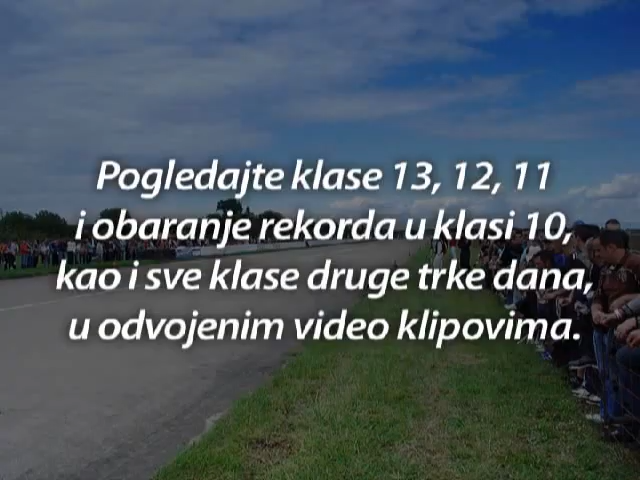 Pogledajte klase 13, 12, 11
i obaranje rekorda u klasi 10,
kao i sve klase druge trke dana,
u odvojenim video klipovima.